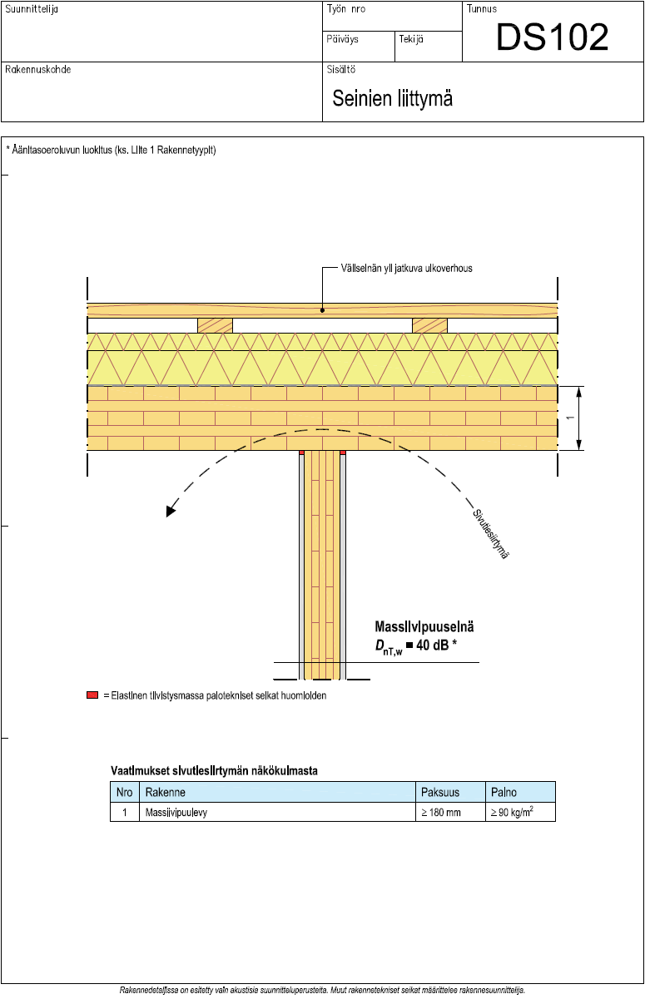 Suunnittelija
Työn nro
Tunnus
DS102
Päiväys
Tekijä
Rakennuskohde
Sisältö
Seinien liittymä
* Äänitasoeroluvun luokitus (ks. Liite 1 Rakennetyypit)
Väliseinän yli jatkuva ulkoverhous
1
Sivutiesiirtymä
Massiivipuuseinä
DnT,w = 40 dB *
= Elastinen tiivistysmassa palotekniset seikat huomioiden
Vaatimukset sivutiesiirtymän näkökulmasta
Nro Rakenne Paksuus Paino
1 Massiivipuulevy ≥ 180 mm ≥ 90 kg/m²
Rakennedetaljissa on esitetty vain akustisia suunnitteluperusteita. Muut rakennetekniset seikat määrittelee rakennesuunnittelija.